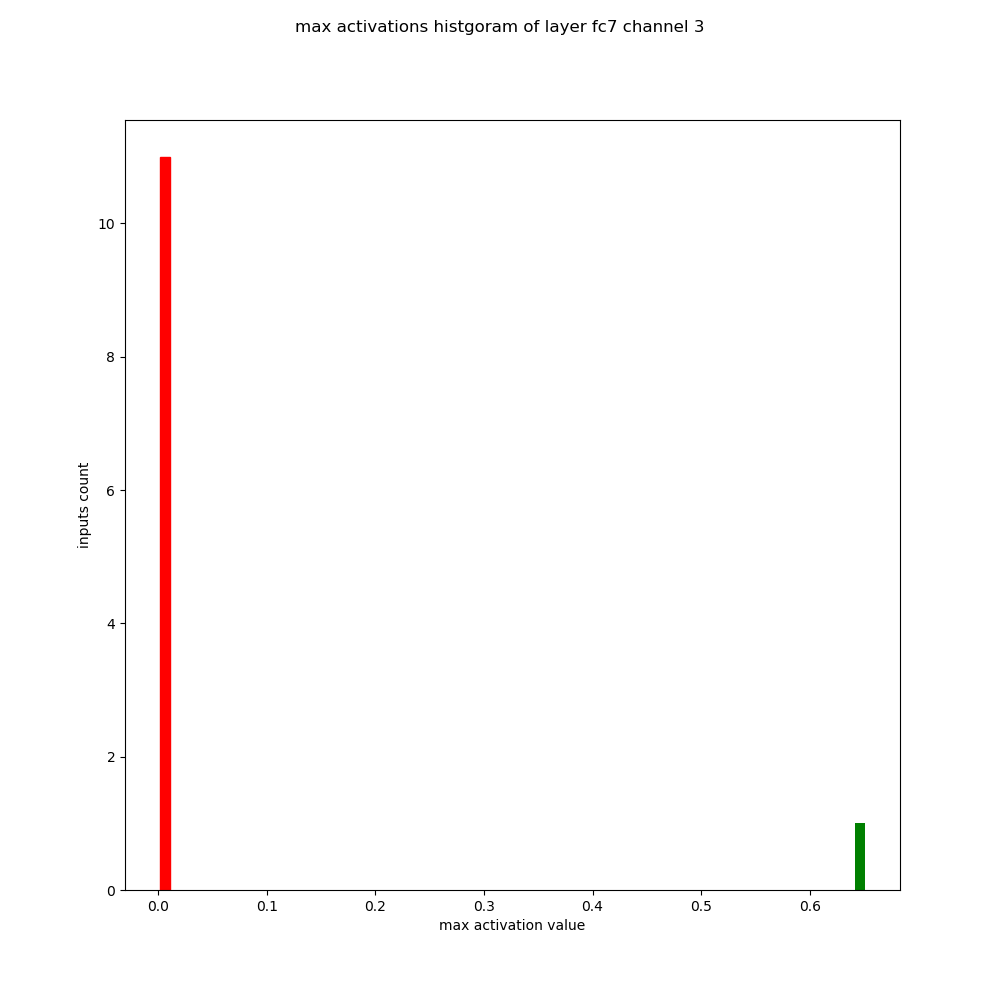 max activations histgoram of layer fc7 channel 3
10
8
6
4
2
0
inputs count
0.0 0.1 0.2 0.3 0.4 0.5 0.6
max activation value